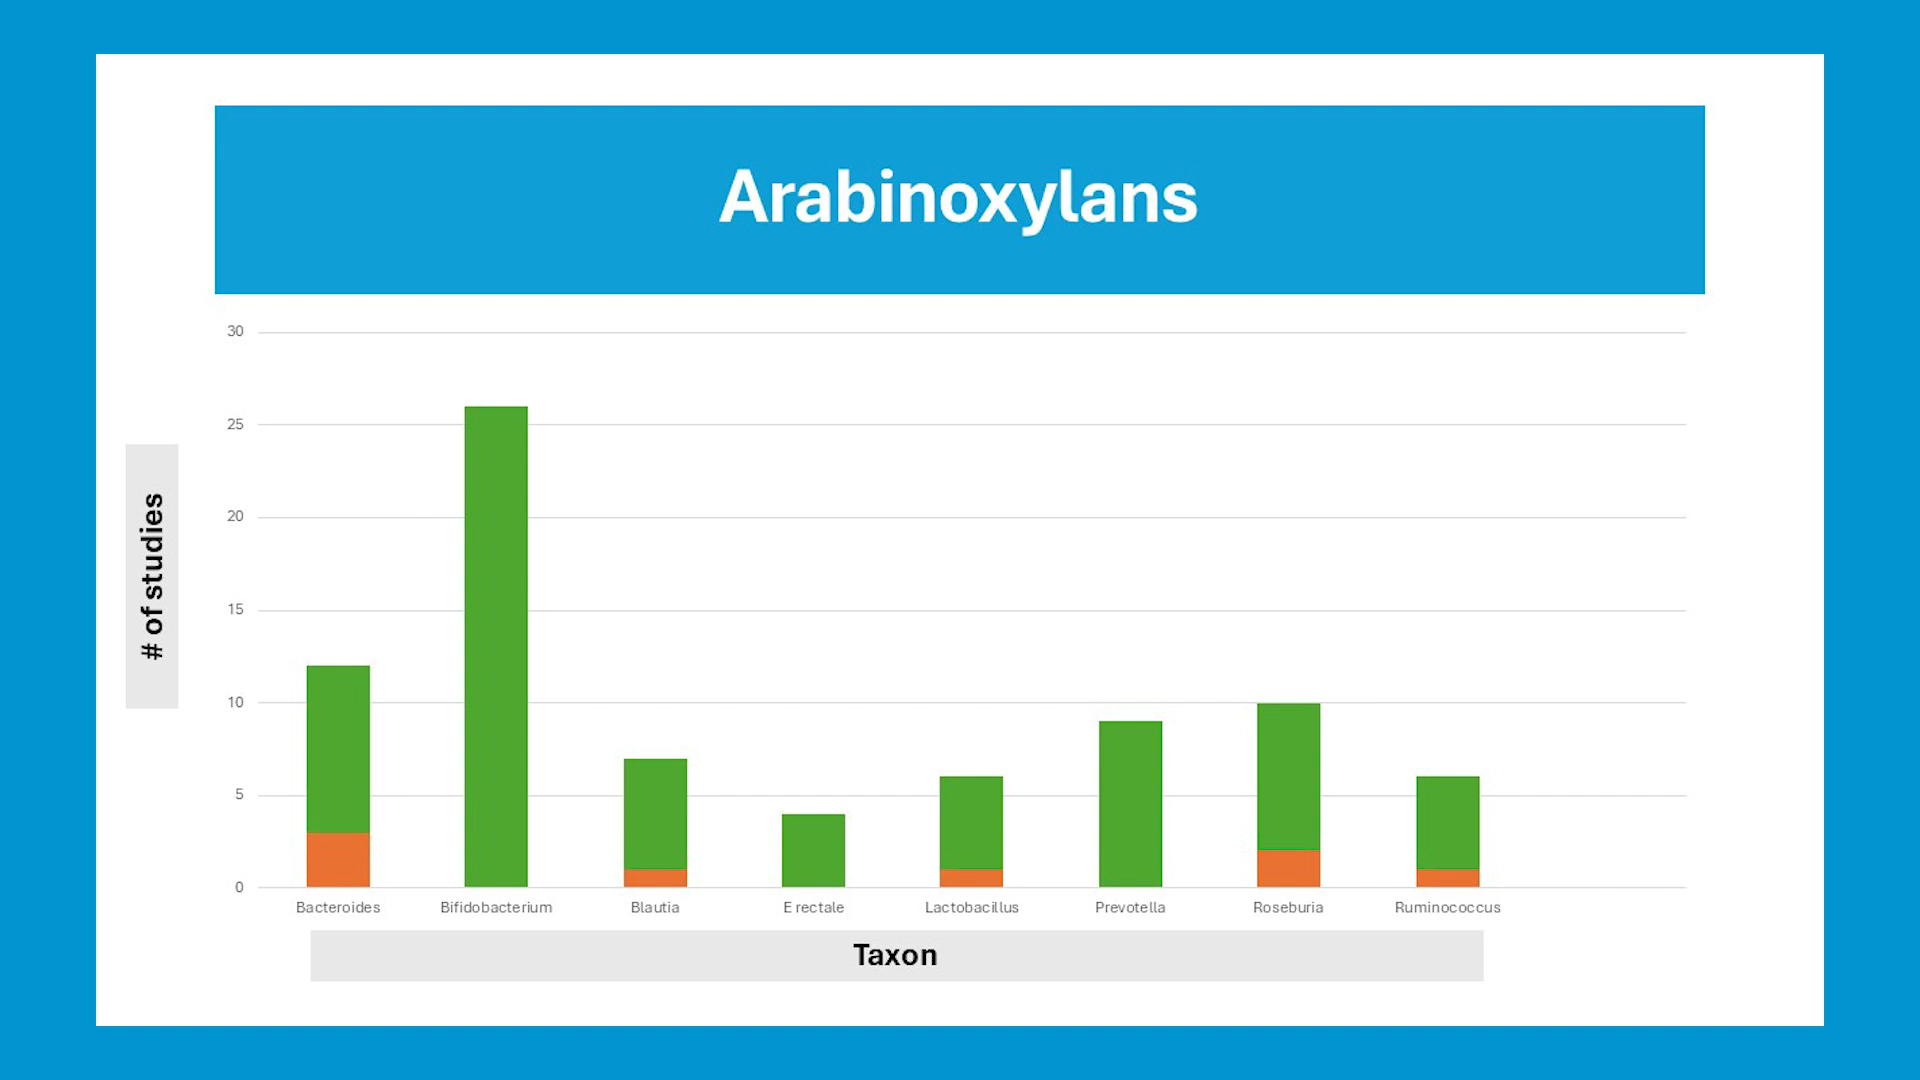 Arabinoxylans
30
25
20
15
10
5
0
# of studies
Bacteroides Bifidobacterium Blautia E rectale Lactobacillus Prevotella Roseburia Ruminococcus
Taxon